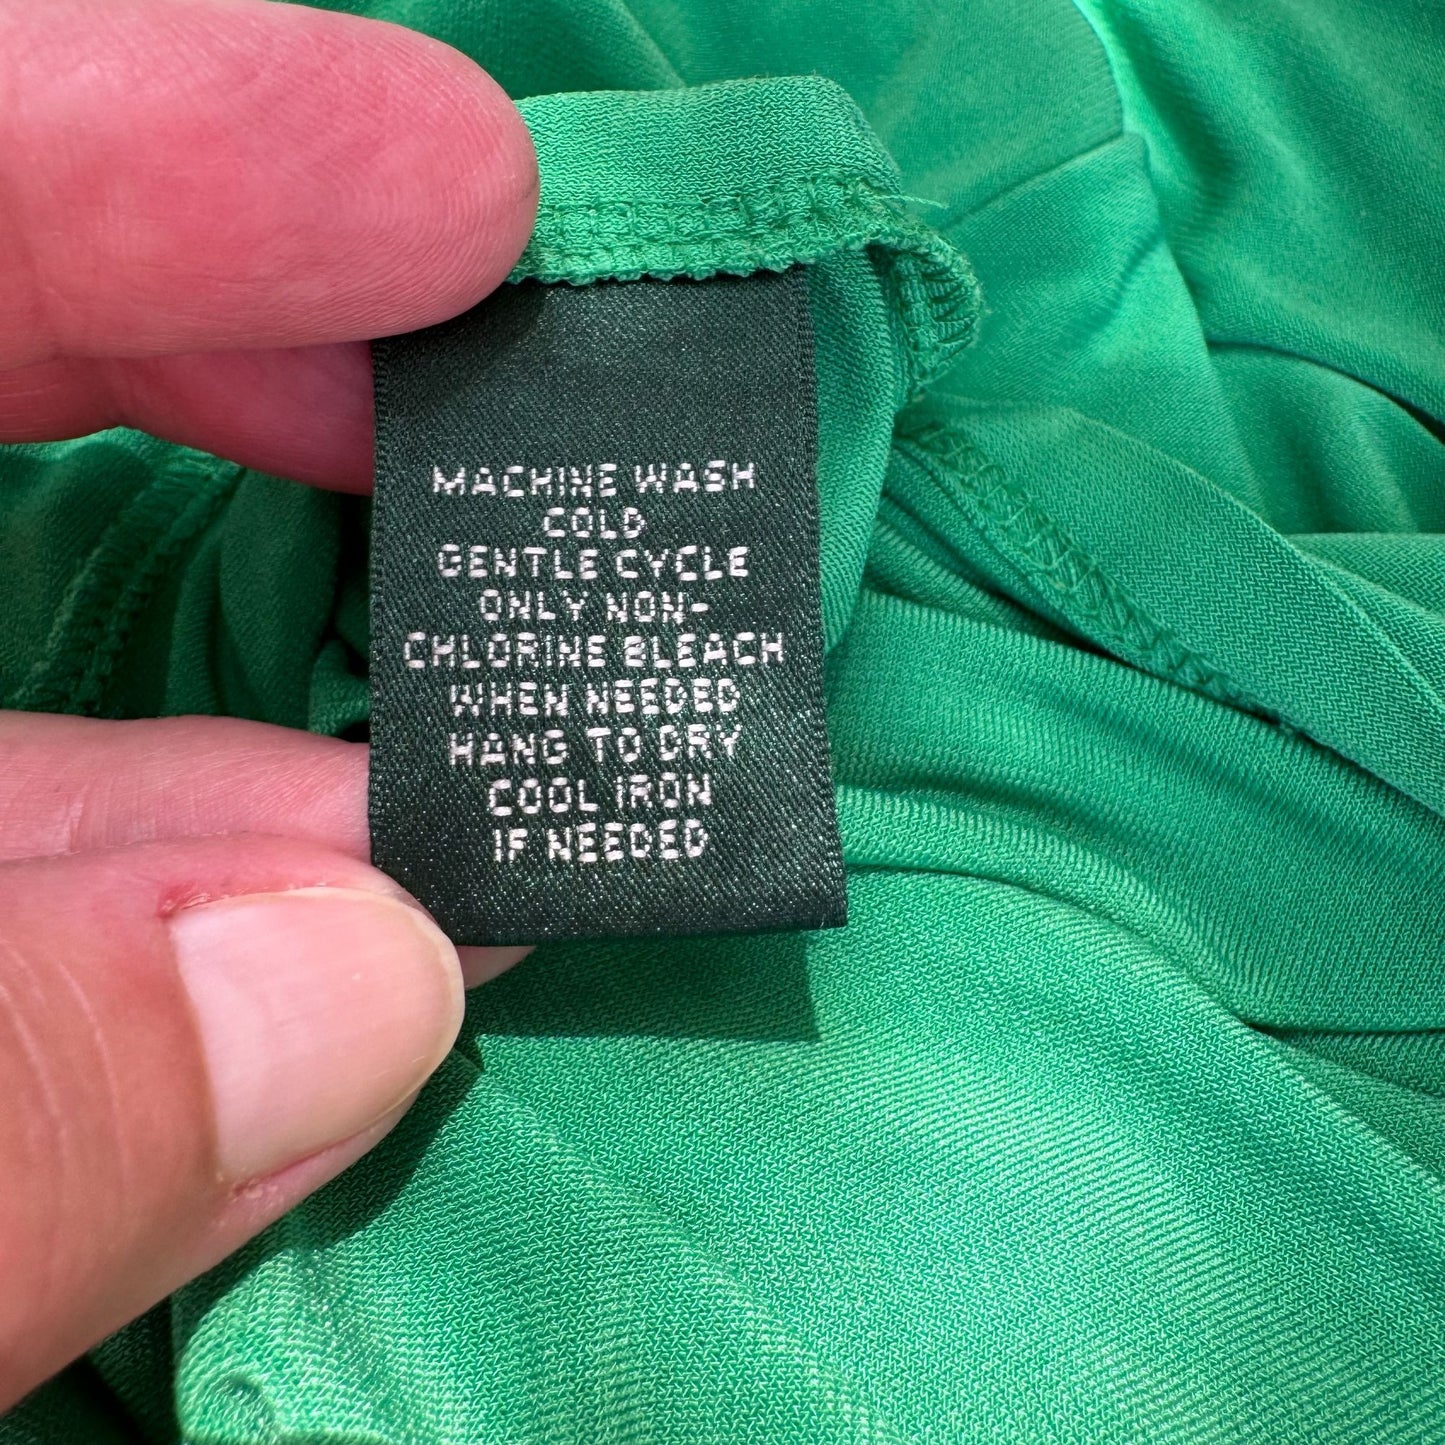 MACHINE WASH
COLD
GENTLE CYCLE
ONLY NON-
CHLORINE BLEACH
WHEN NEEDED
HANG TO DRY
COOL IRON
IF NEEDED